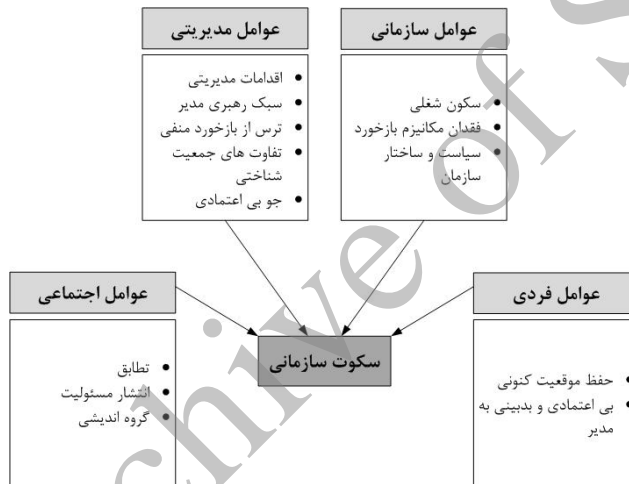 عوامل سازمانی
سکون شغلی
فقدان مکانیزم بازخورد
سیاست و ساختار
سازمان
عوامل مدیریتی
اقدامات مدیریتی
سبک رهبری مدیر
ترس از بازخورد منفی
تفاوت های جمعیت
شناختی
جو بی اعتمادی
عوامل فردی
حفظ موقعیت کنونی
بی اعتمادی و بدبینی به
مدیر
سکوت سازمانی
عوامل اجتماعی
تطابق
انتشار مسئولیت
گروه اندیشی
chive of S